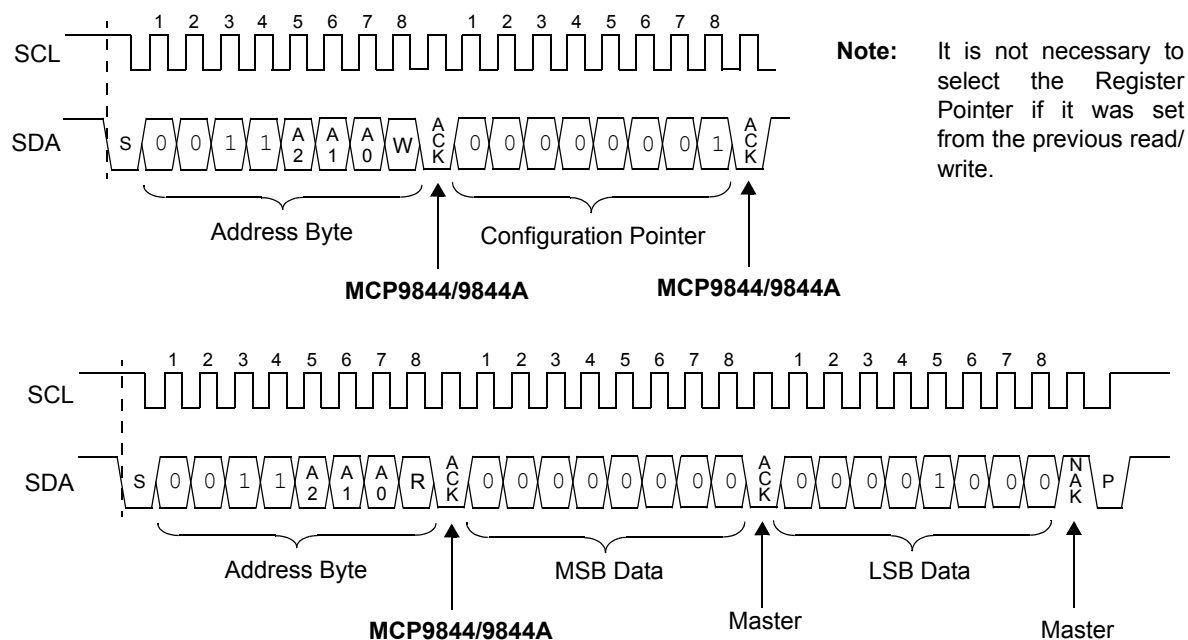 1 2 3 4 5 6 7 8 1 2 3 4 5 6 7 8
SCL
SDA S 0 0 1 1 A2 A1 A0 W ACK 0 0 0 0 0 0 0 1 ACK
Address Byte Configuration Pointer
MCP9844/9844A MCP9844/9844A
Note: It is not necessary to
select the Register
Pointer if it was set
from the previous read/
write.
1 2 3 4 5 6 7 8 1 2 3 4 5 6 7 8 1 2 3 4 5 6 7 8
SCL
SDA S 0 0 1 1 A2 A1 A0 R ACK 0 0 0 0 0 0 0 0 ACK 0 0 0 0 1 0 0 0 NAK P
Address Byte MSB Data LSB Data
MCP9844/9844A Master Master